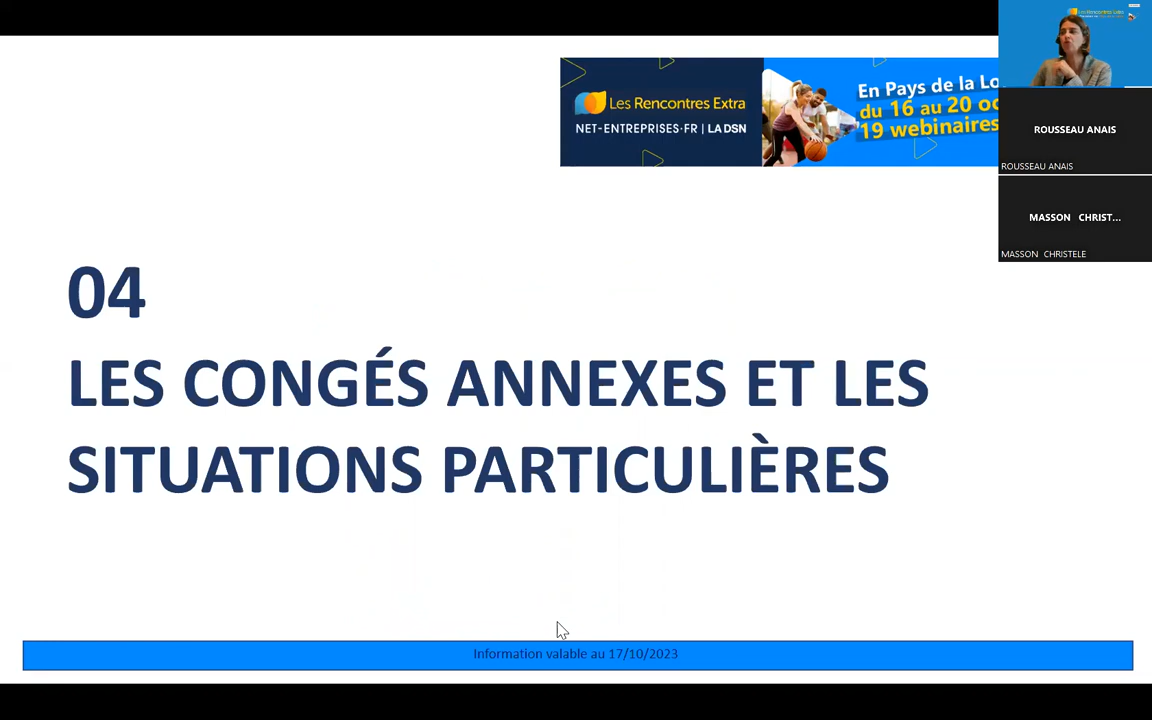 Les Rencontres Extra
NET-ENTREPRISES·FR | LA DSN
En Pays de la Lo
du 16 au 20 oc
19 webinaires
ROUSSEAU ANAIS
ROUSSEAU ANAIS
MASSON CHRIST...
MASSON CHRISTELE
04
LES CONGÉS ANNEXES ET LES
SITUATIONS PARTICULIÈRES
Information valable au 17/10/2023